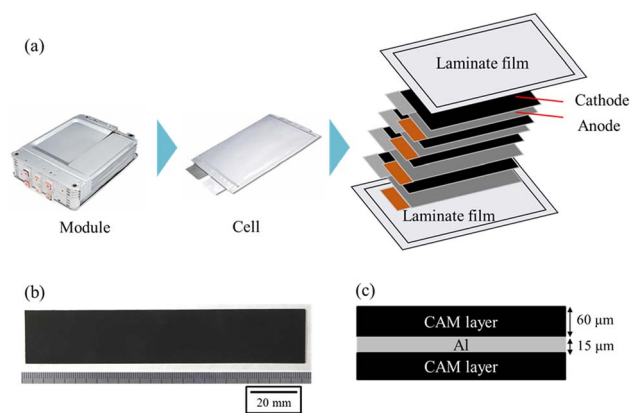 (a)
Laminate film
Cathode
Anode
Laminate film
Module
Cell
(b)
20 mm
(c)
CAM layer
60 μm
Al
15 μm
CAM layer